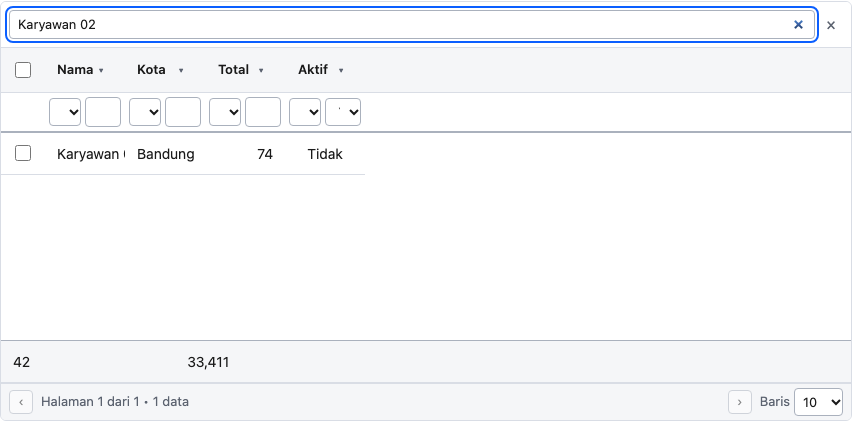 Karyawan 02
Nama Kota Total Aktif
Bandung 74 Tidak
42 33,411
Halaman 1 dari 1 • 1 data Baris 10